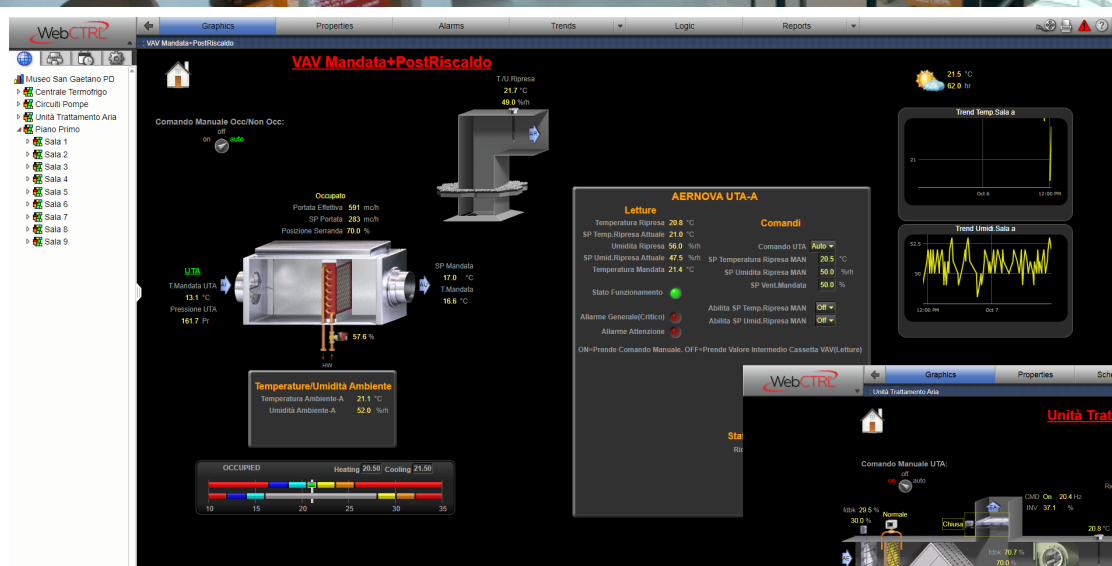 WebCTRL®
Graphics
Properties
Alarms
Trends
Logic
Reports
VAV Mandata+PostRiscaldo
Museo San Gaetano PD
Centrale Termofrigo
Circuiti Pompe
Unità Trattamento Aria
Piano Primo
Sala 1
Sala 2
Sala 3
Sala 4
Sala 5
Sala 6
Sala 7
Sala 8
Sala 9
VAV Mandata+PostRiscaldo
T./U.Ripresa
21.7 °C
49.0 %rh
21.5 °C
62.0 hr
Comando Manuale Occ/Non Occ:
off
on auto
Occupato
Portata Effettiva 591 mc/h
SP Portata 283 mc/h
Posizione Serranda 70.0 %
UTA
T.Mandata UTA
13.1 °C
Pressione UTA
161.7 Pr
SP Mandata
17.0 °C
T.Mandata
16.6 °C
57.6 %
HW
Temperature/Umidità Ambiente
Temperatura Ambiente-A 21.1 °C
Umidità Ambiente-A 52.0 %rh
OCCUPIED Heating 20.50 Cooling 21.50
10 15 20 25 30 35
AERNOVA UTA-A
Letture
Temperatura Ripresa 20.8 °C
SP Temp.Ripresa Attuale 21.0 °C
Umidita Ripresa 56.0 %rh
SP Umid.Ripresa Attuale 47.5 %rh
Temperatura Mandata 21.4 °C
Stato Funzionamento
Allarme Generale(Critico)
Allarme Attenzione
Comandi
Comando UTA Auto
SP Temperatura Ripresa MAN 20.5 °C
SP Umidita Ripresa MAN 50.0 %rh
SP Vent.Mandata 50.0 %
Abilita SP Temp.Ripresa MAN Off
Abilita SP Umid.Ripresa MAN Off
ON=Prende Comando Manuale. OFF=Prende Valore Intermedio Cassetta VAV(Letture)
Trend Temp.Sala a
21
Oct 6 12:00 PM
Trend Umidi.Sala a
52.5
50
12:00 PM Oct 7
WebCTRL®
Graphics
Properties
Unità Trattamento Aria
Comando Manuale UTA:
off
on auto
CMD On 20.4 Hz
INV 37.1 %
fdbk 29.5 %
30.0 %
Normale
Chiusa
20.8 °C
fdbk 70.7 %
70.0 %